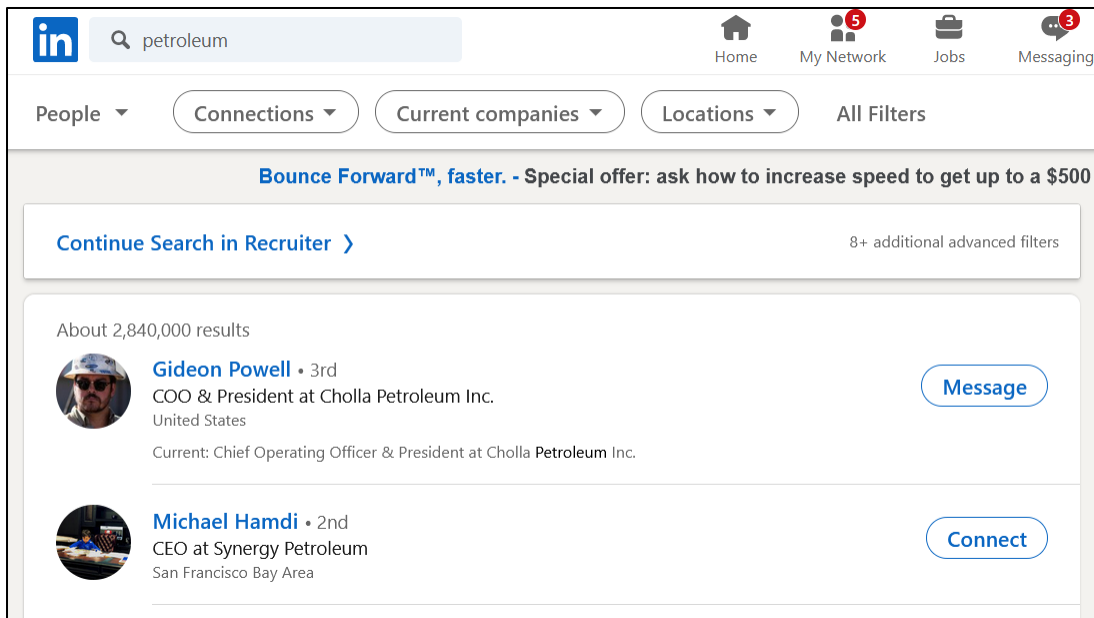 in petroleum
5
3
Home My Network Jobs Messaging
People Connections Current companies Locations All Filters
Bounce Forward™, faster. - Special offer: ask how to increase speed to get up to a $500
Continue Search in Recruiter ❯ 8+ additional advanced filters
About 2,840,000 results
Gideon Powell • 3rd
COO & President at Cholla Petroleum Inc.
Message
United States
Current: Chief Operating Officer & President at Cholla Petroleum Inc.
Michael Hamdi • 2nd
CEO at Synergy Petroleum
Connect
San Francisco Bay Area